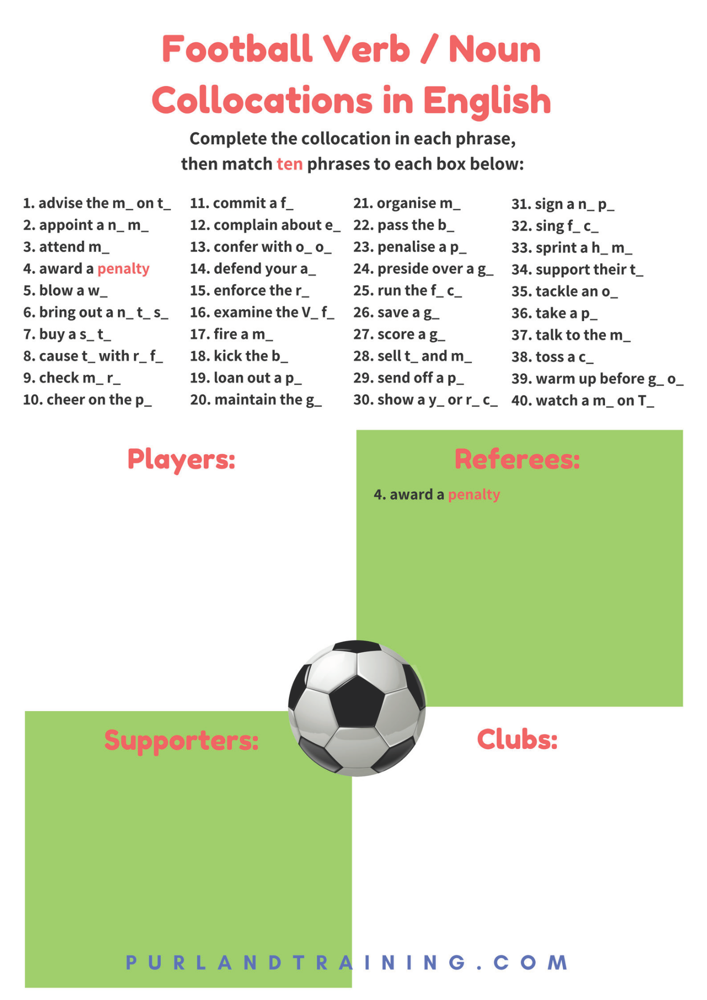 Football Verb / Noun
Collocations in English
Complete the collocation in each phrase,
then match ten phrases to each box below:
1. advise the m_ on t_
2. appoint a n_ m_
3. attend m_
4. award a penalty
5. blow a w_
6. bring out a n_ t_ s_
7. buy a s_ t_
8. cause t_ with r_ f_
9. check m_ r_
10. cheer on the p_
11. commit a f_
12. complain about e_
13. confer with o_ o_
14. defend your a_
15. enforce the r_
16. examine the V_ f_
17. fire a m_
18. kick the b_
19. loan out a p_
20. maintain the g_
21. organise m_
22. pass the b_
23. penalise a p_
24. preside over a g_
25. run the f_ c_
26. save a g_
27. score a g_
28. sell t_ and m_
29. send off a p_
30. show a y_ or r_ c_
31. sign a n_ p_
32. sing f_ c_
33. sprint a h_ m_
34. support their t_
35. tackle an o_
36. take a p_
37. talk to the m_
38. toss a c_
39. warm up before g_ o_
40. watch a m_ on T_
Players:
Referees:
4. award a penalty
Supporters:
Clubs:
PURLANDTRAINING.COM